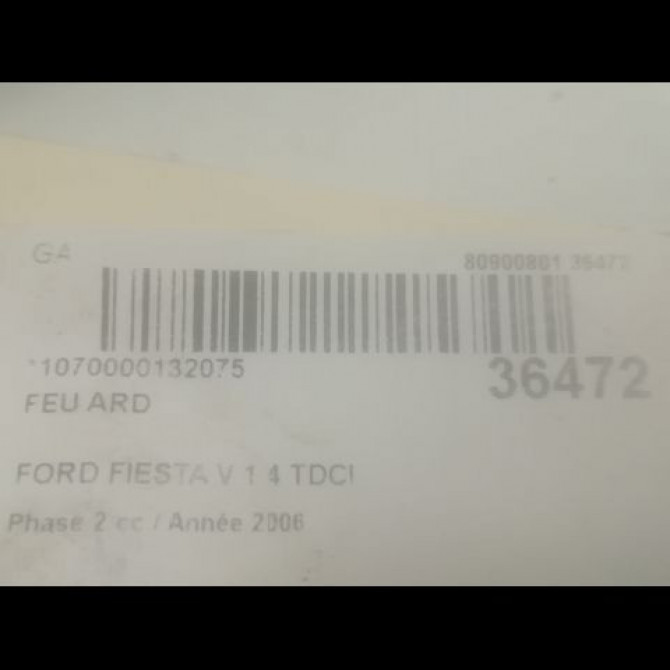 GA
80900801 36472
*1070000132075
36472
FEU ARD
FORD FIESTA V 1 4 TDCI
Phase 2 cc / Année 2006